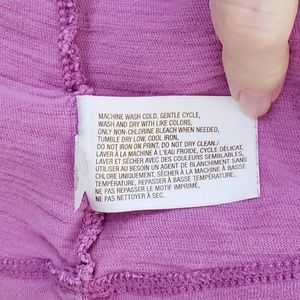 MACHINE WASH COLD, GENTLE CYCLE,
WASH AND DRY WITH LIKE COLORS,
ONLY NON-CHLORINE BLEACH WHEN NEEDED,
TUMBLE DRY LOW, COOL IRON,
DO NOT IRON ON PRINT, DO NOT DRY CLEAN./
LAVER À LA MACHINE À L'EAU FROIDE, CYCLE DÉLICAT,
LAVER ET SÉCHER AVEC DES COULEURS SEMBLABLES,
UTILISER AU BESOIN UN AGENT DE BLANCHIMENT SANS
CHLORE UNIQUEMENT, SÉCHER À LA MACHINE À BASSE
TEMPÉRATURE, REPASSER À BASSE TEMPÉRATURE,
NE PAS REPASSER LE MOTIF IMPRIMÉ,
NE PAS NETTOYER À SEC.